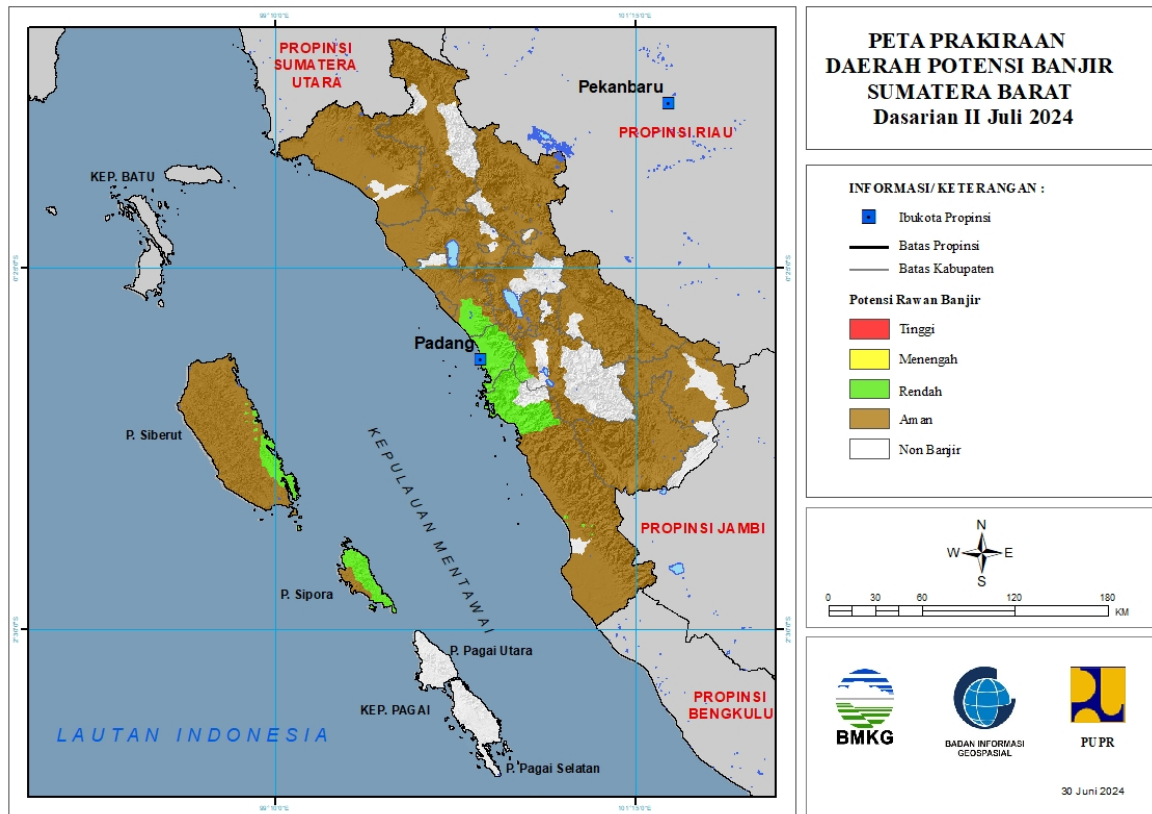 PETA PRAKIRAAN
DAERAH POTENSI BANJIR
SUMATERA BARAT
Dasarian II Juli 2024
INFORMASI/ KETERANGAN :
Ibukota Propinsi
Batas Propinsi
Batas Kabupaten
Potensi Rawan Banjir
Tinggi
Menengah
Rendah
Aman
Non Banjir
N
W E
S
0 30 60 120 180
KM
BMKG
BADAN INFORMASI
GEOSPASIAL
PUPR
30 Juni 2024
PROPINSI
SUMATERA
UTARA
Pekanbaru
PROPINSI RIAU
KEP. BATU
Padang
P. Siberut
KEPULAUAN MENTAWAI
PROPINSI JAMBI
P. Sipora
P. Pagai Utara
KEP. PAGAI
PROPINSI
BENGKULU
LAUTAN INDONESIA
P. Pagai Selatan